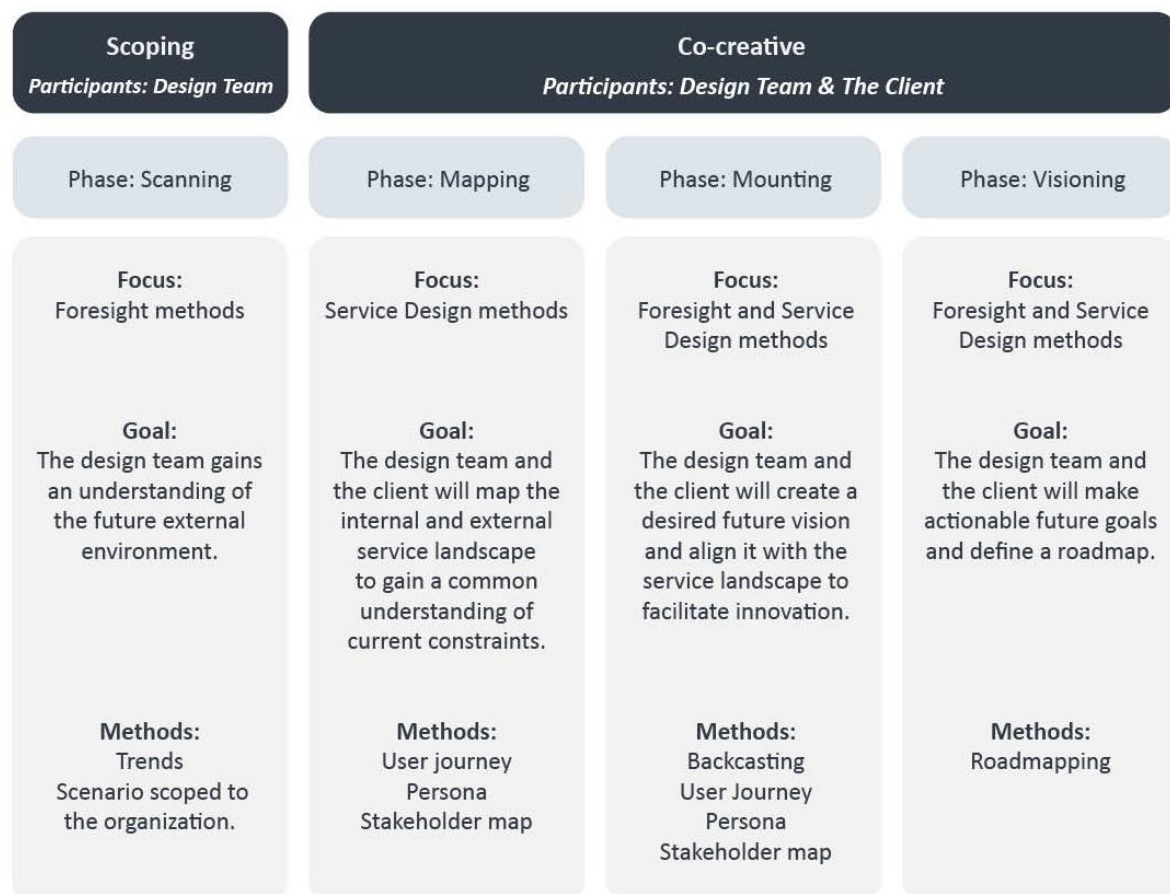 Scoping
Participants: Design Team
Co-creative
Participants: Design Team & The Client
Phase: Scanning
Phase: Mapping
Phase: Mounting
Phase: Visioning
Focus:
Foresight methods
Goal:
The design team gains
an understanding of
the future external
environment.
Methods:
Trends
Scenario scoped to
the organization.
Focus:
Service Design methods
Goal:
The design team and
the client will map the
internal and external
service landscape
to gain a common
understanding of
current constraints.
Methods:
User journey
Persona
Stakeholder map
Focus:
Foresight and Service
Design methods
Goal:
The design team and
the client will create a
desired future vision
and align it with the
service landscape to
facilitate innovation.
Methods:
Backcasting
User Journey
Persona
Stakeholder map
Focus:
Foresight and Service
Design methods
Goal:
The design team and
the client will make
actionable future goals
and define a roadmap.
Methods:
Roadmapping